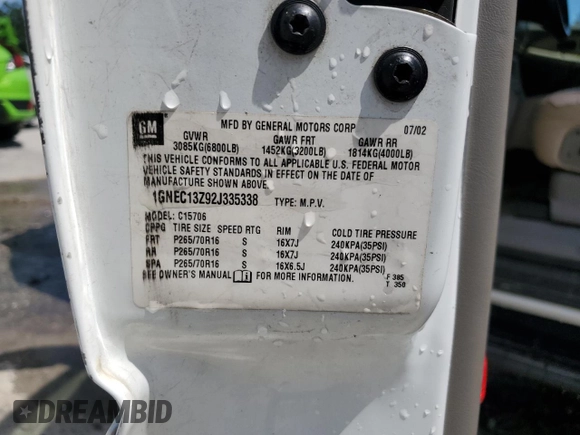 GM
MFD BY GENERAL MOTORS CORP 07/02
GVWR GAWR FRT GAWR RR
3085KG(6800LB) 1452KG(3200LB) 1814KG(4000LB)
THIS VEHICLE CONFORMS TO ALL APPLICABLE U.S. FEDERAL MOTOR
VEHICLE SAFETY STANDARDS IN EFFECT ON THE DATE OF
MANUFACTURE SHOWN ABOVE.
1GNEC13Z92J335338 TYPE: M.P.V.
MODEL: C15706
TIRE SIZE SPEED RTG RIM COLD TIRE PRESSURE
FRT P265/70R16 S 16X7J 240KPA(35PSI)
RR P265/70R16 S 16X7J 240KPA(35PSI)
SPA P265/70R16 S 16X6.5J 240KPA(35PSI)
SEE OWNER'S MANUAL FOR MORE INFORMATION.
F 385
T 350
DREAMBID